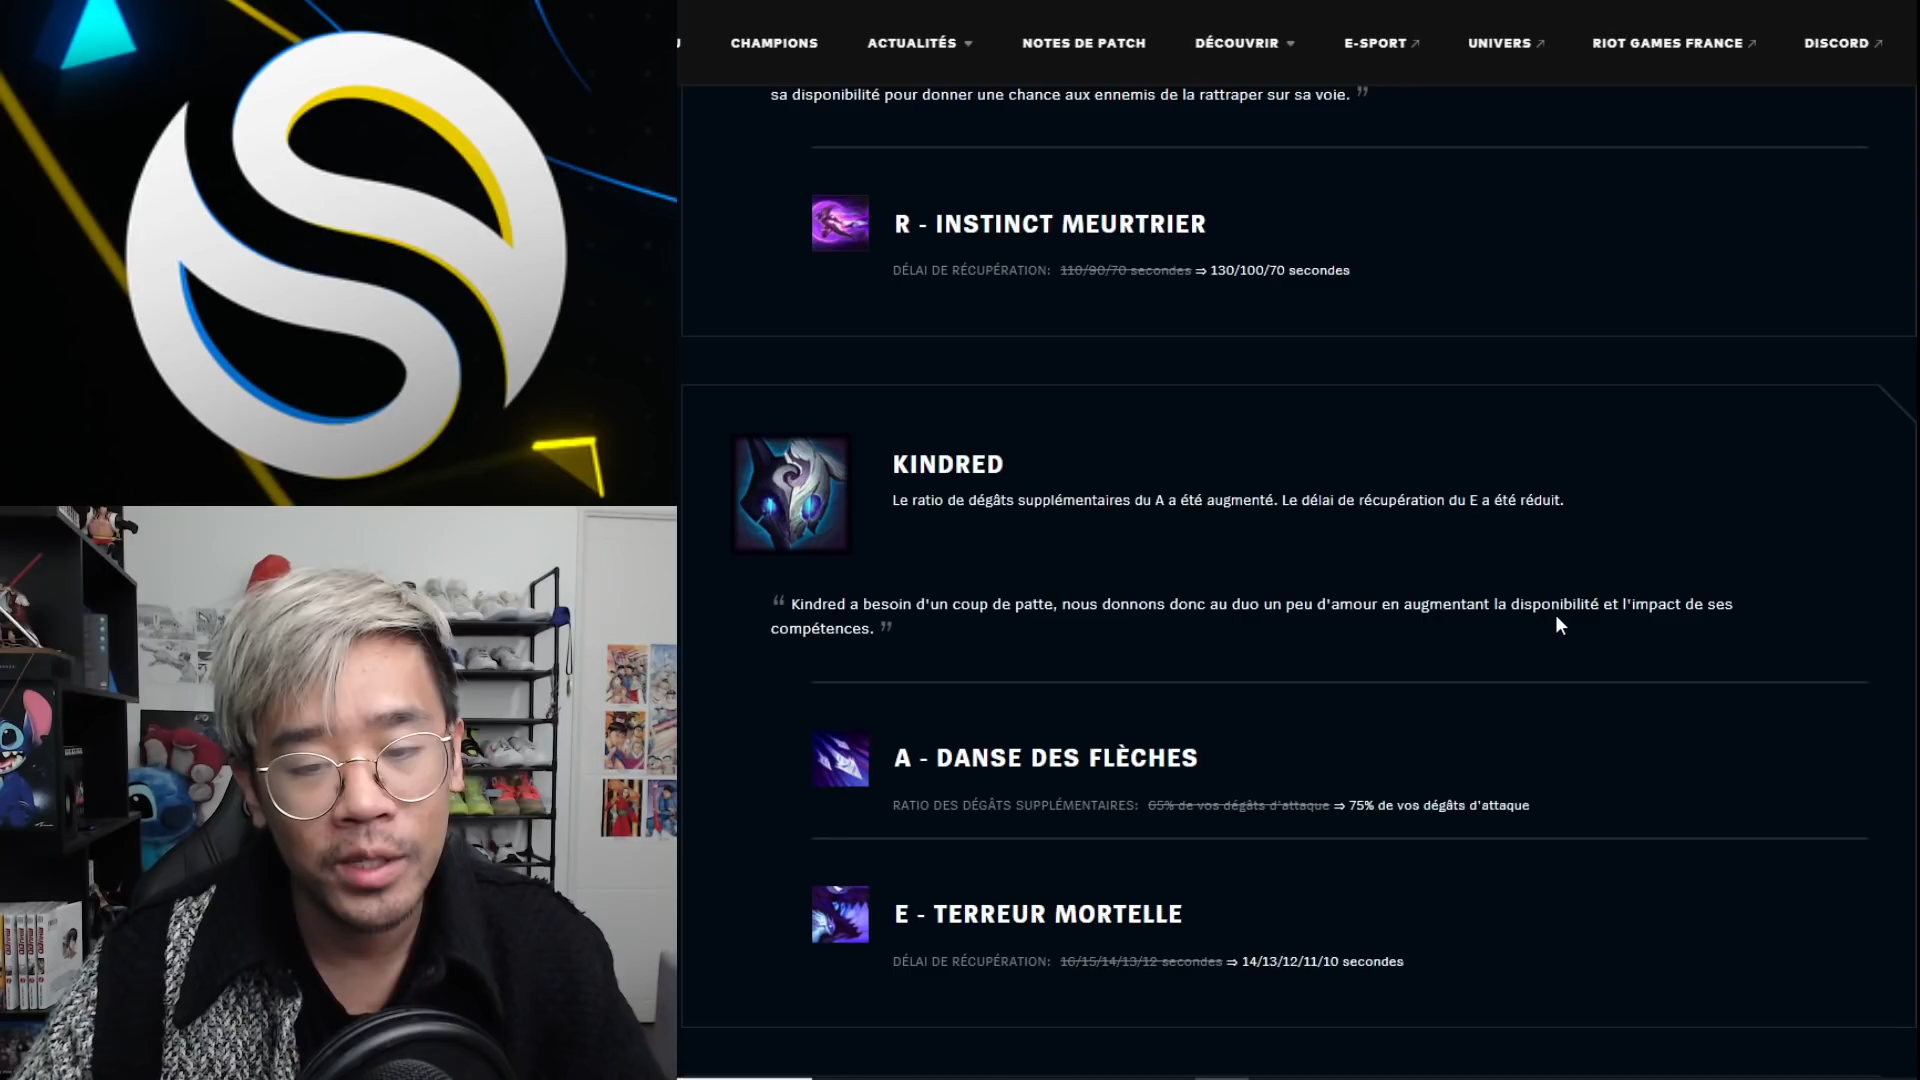 CHAMPIONS
ACTUALITÉS
NOTES DE PATCH
DÉCOUVRIR
E-SPORT
UNIVERS
RIOT GAMES FRANCE
DISCORD
sa disponibilité pour donner une chance aux ennemis de la rattraper sur sa voie. ”
R - INSTINCT MEURTRIER
DÉLAI DE RÉCUPÉRATION: 110/90/70 secondes ⇒ 130/100/70 secondes
KINDRED
Le ratio de dégâts supplémentaires du A a été augmenté. Le délai de récupération du E a été réduit.
“ Kindred a besoin d'un coup de patte, nous donnons donc au duo un peu d'amour en augmentant la disponibilité et l'impact de ses
compétences. ”
A - DANSE DES FLÈCHES
RATIO DES DÉGÂTS SUPPLÉMENTAIRES: 65% de vos dégâts d'attaque ⇒ 75% de vos dégâts d'attaque
E - TERREUR MORTELLE
DÉLAI DE RÉCUPÉRATION: 16/15/14/13/12 secondes ⇒ 14/13/12/11/10 secondes